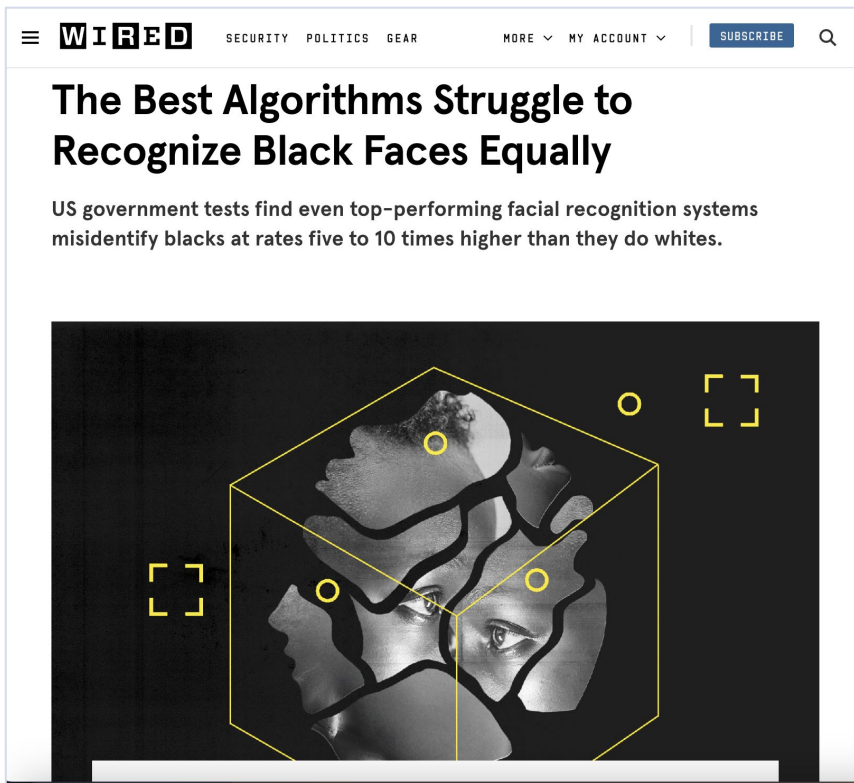 WIRED SECURITY POLITICS GEAR MORE MY ACCOUNT SUBSCRIBE
The Best Algorithms Struggle to
Recognize Black Faces Equally
US government tests find even top-performing facial recognition systems
misidentify blacks at rates five to 10 times higher than they do whites.